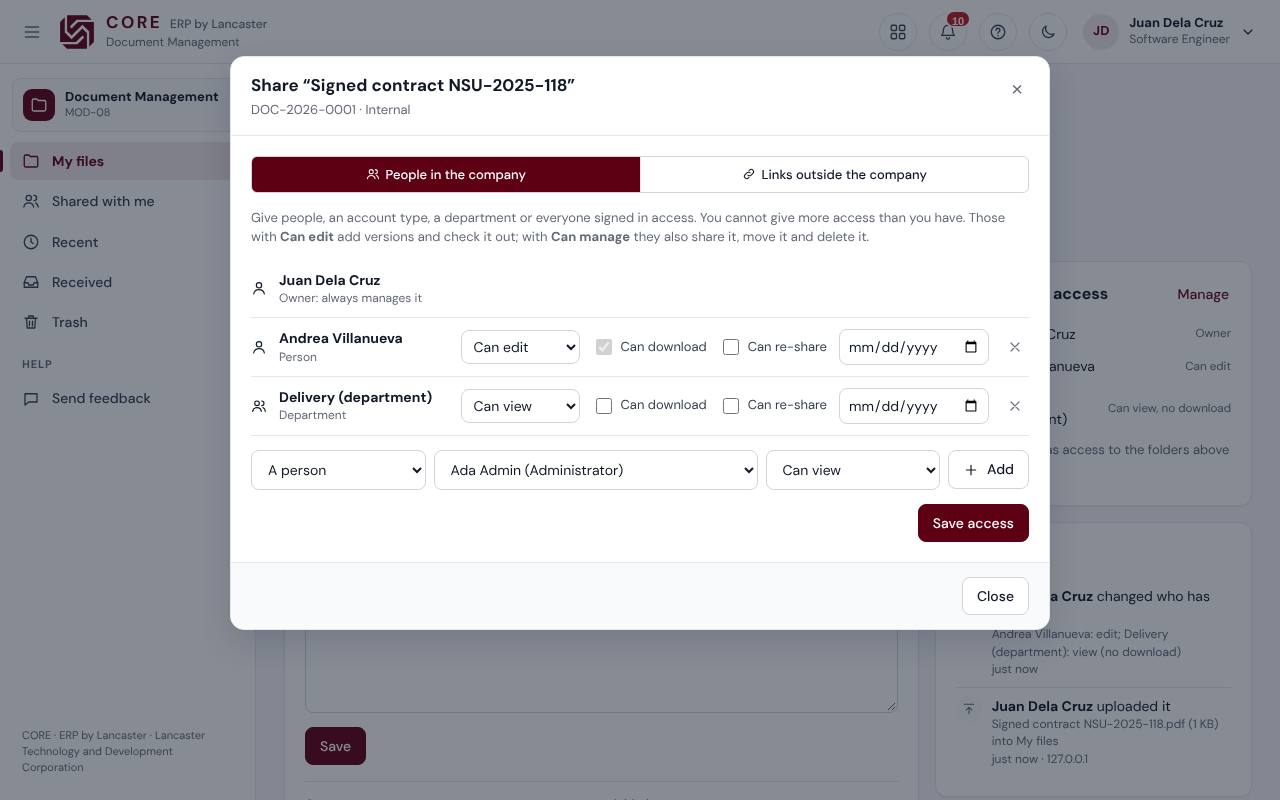 CORE ERP by Lancaster
Document Management
10
JD
Juan Dela Cruz
Software Engineer
Document Management
MOD-08
My files
Shared with me
Recent
Received
Trash
HELP
Send feedback
CORE · ERP by Lancaster · Lancaster
Technology and Development
Corporation
Share “Signed contract NSU-2025-118”
DOC-2026-0001 · Internal
People in the company
Links outside the company
Give people, an account type, a department or everyone signed in access. You cannot give more access than you have. Those
with Can edit add versions and check it out; with Can manage they also share it, move it and delete it.
Juan Dela Cruz
Owner: always manages it
Andrea Villanueva
Person
Can edit
Can download
Can re-share
mm/dd/yyyy
Delivery (department)
Department
Can view
Can download
Can re-share
mm/dd/yyyy
A person
Ada Admin (Administrator)
Can view
Add
Save access
Close
Save
access
Manage
Cruz
Owner
anueva
Can edit
Can view, no download
nt)
as access to the folders above
la Cruz changed who has
Andrea Villanueva: edit; Delivery
(department): view (no download)
just now
Juan Dela Cruz uploaded it
Signed contract NSU-2025-118.pdf (1 KB)
into My files
just now · 127.0.0.1